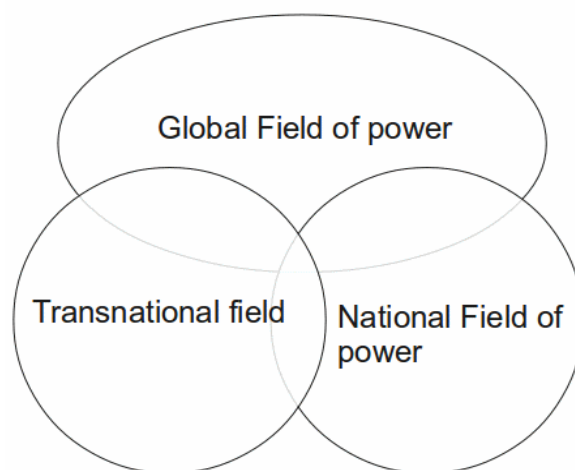 Global Field of power
Transnational field
National Field of
power